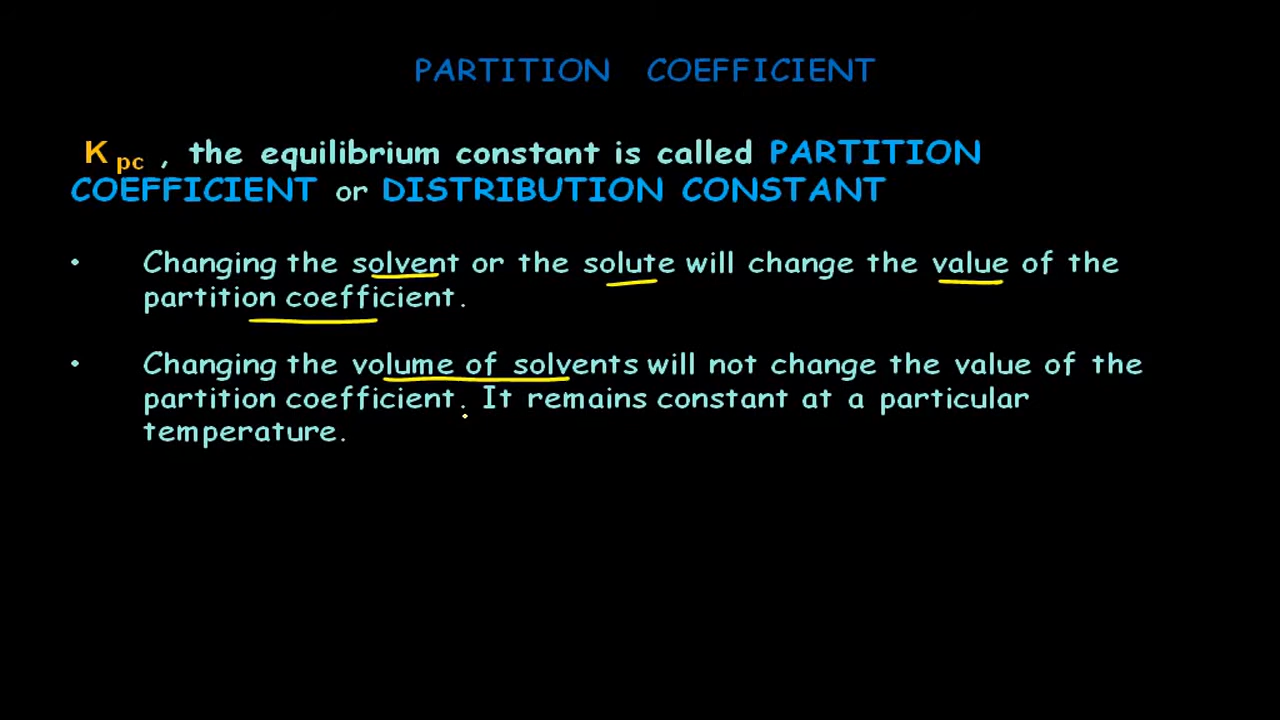 PARTITION COEFFICIENT
K pc , the equilibrium constant is called PARTITION
COEFFICIENT or DISTRIBUTION CONSTANT
• Changing the solvent or the solute will change the value of the
partition coefficient.
• Changing the volume of solvents will not change the value of the
partition coefficient. It remains constant at a particular
temperature.